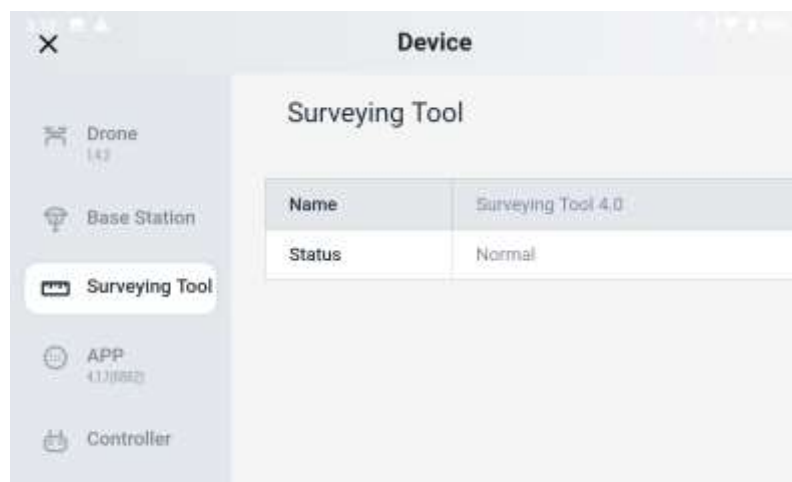 Device
Surveying Tool
Drone
Name
Surveying Tool 4.0
Base Station
Status
Normal
Surveying Tool
APP
Controller